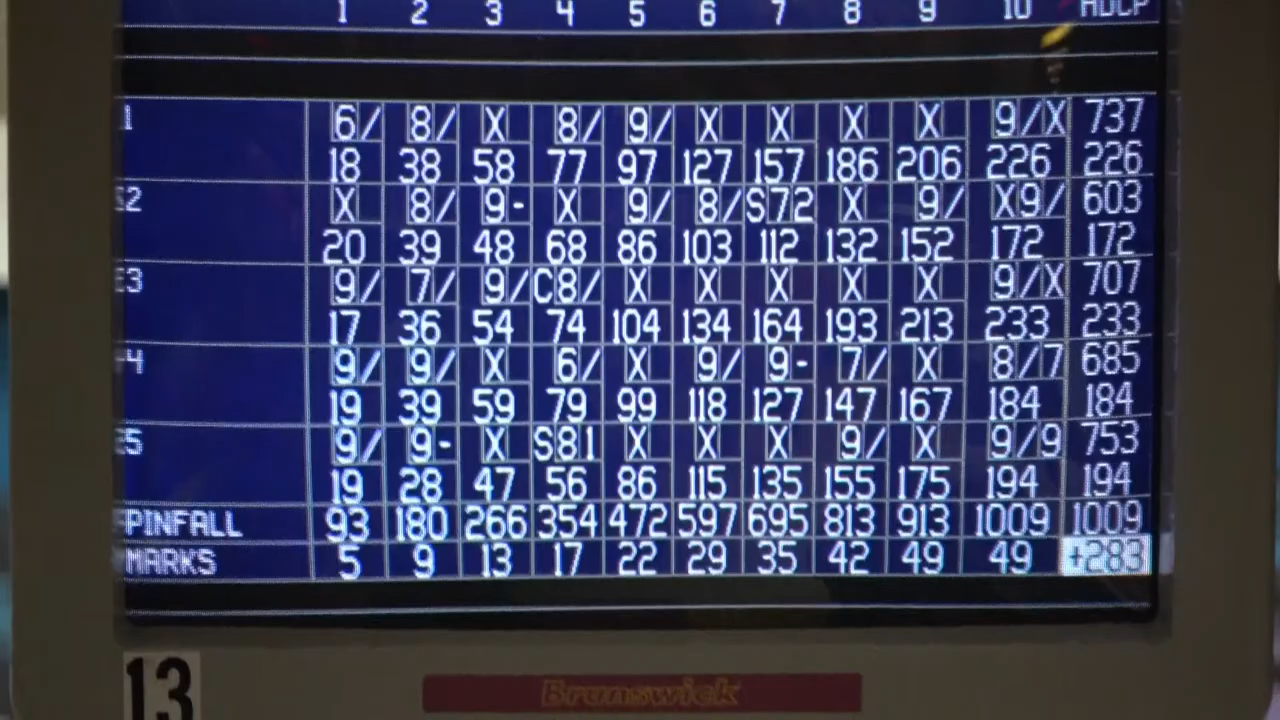 1 2 3 4 5 6 7 8 9 10 HDCP
1 6/ 8/ X 8/ 9/ X X X X 9/X 737
18 38 58 77 97 127 157 186 206 226 226
2 X 8/ 9- X 9/ 8/ S72 X 9/ X9/ 603
20 39 48 68 86 103 112 132 152 172 172
3 9/ 7/ 9/ C8/ X X X X X 9/X 707
17 36 54 74 104 134 164 193 213 233 233
4 9/ 9/ X 6/ X 9/ 9- 7/ X 8/7 685
19 39 59 79 99 118 127 147 167 184 184
5 9/ 9- X S81 X X X 9/ X 9/9 753
19 28 47 56 86 115 135 155 175 194 194
PINFALL 93 180 266 354 472 597 695 813 913 1009 1009
MARKS 5 9 13 17 22 29 35 42 49 49 +283
13
Brunswick